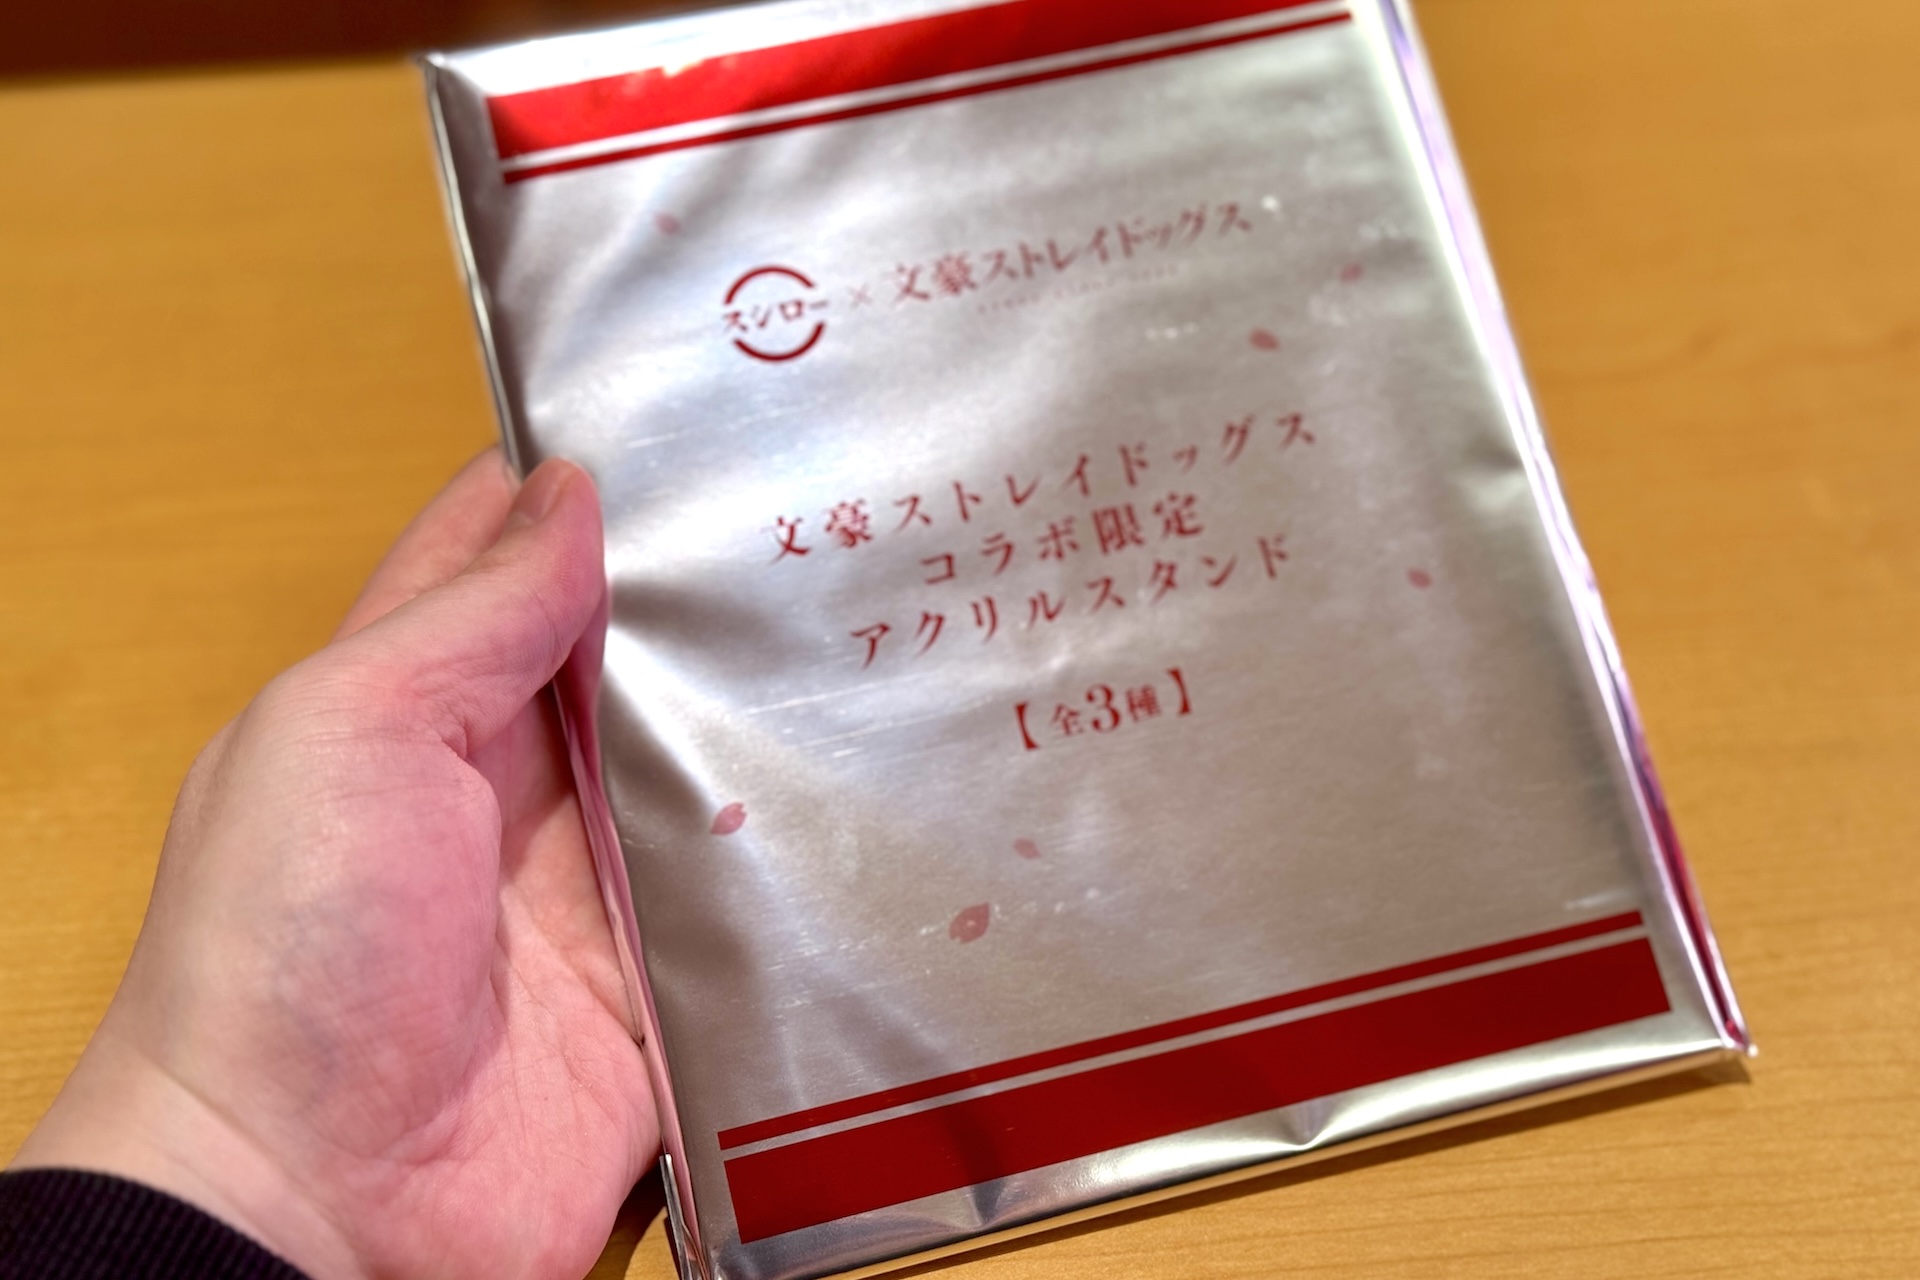 スシロー × 文豪ストレイドッグス
文豪ストレイドッグス
コラボ限定
アクリルスタンド
【全3種】